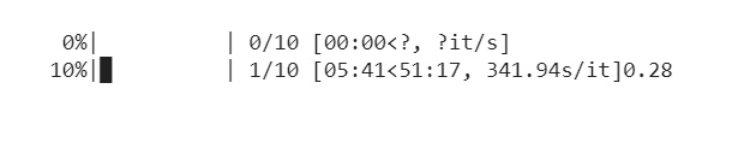 0%|          | 0/10 [00:00<?, ?it/s]
10%|█         | 1/10 [05:41<51:17, 341.94s/it]0.28